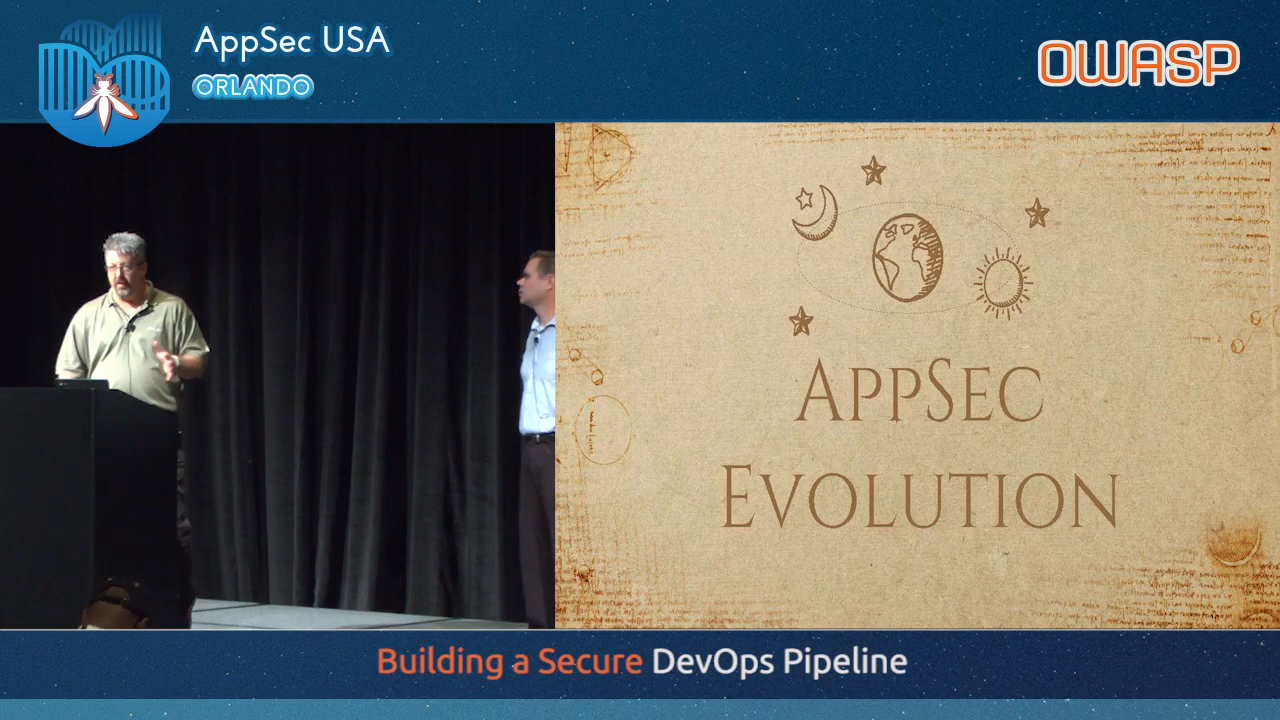 AppSec USA
ORLANDO
OWASP
AppSec
Evolution
Building a Secure DevOps Pipeline